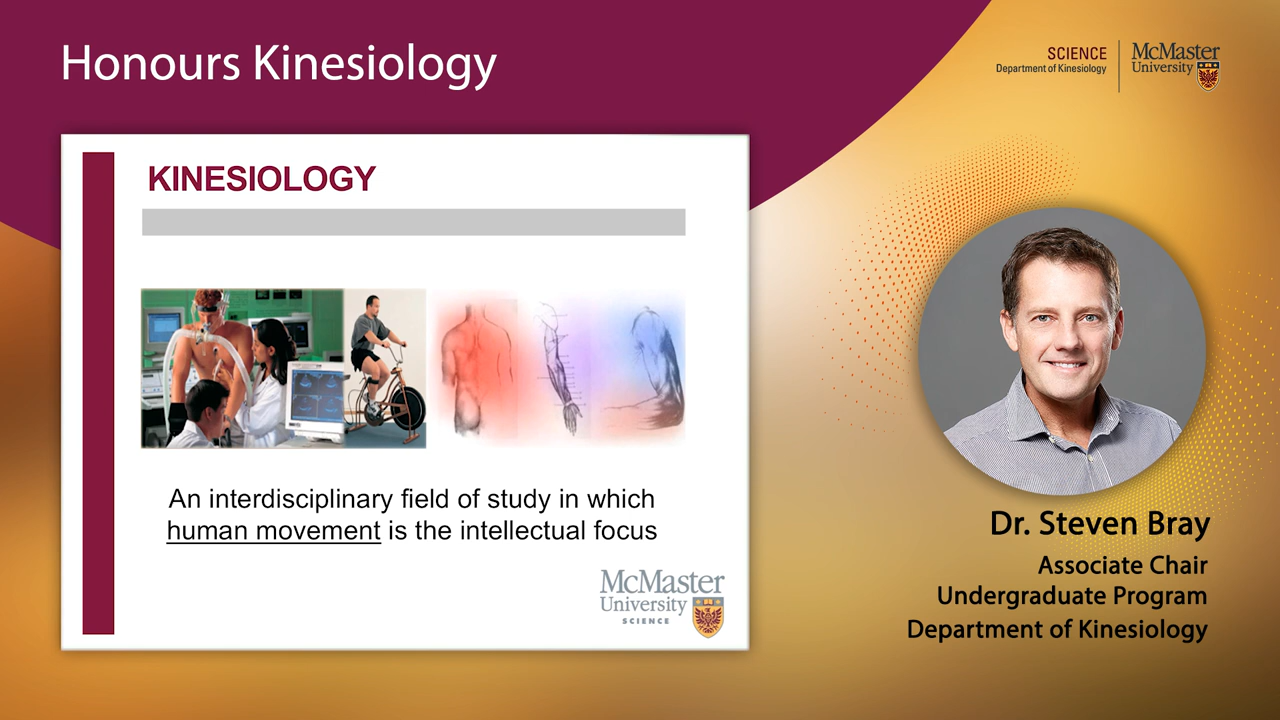 Honours Kinesiology
SCIENCE
Department of Kinesiology
McMaster
University
KINESIOLOGY
An interdisciplinary field of study in which
human movement is the intellectual focus
McMaster
University
SCIENCE
Dr. Steven Bray
Associate Chair
Undergraduate Program
Department of Kinesiology